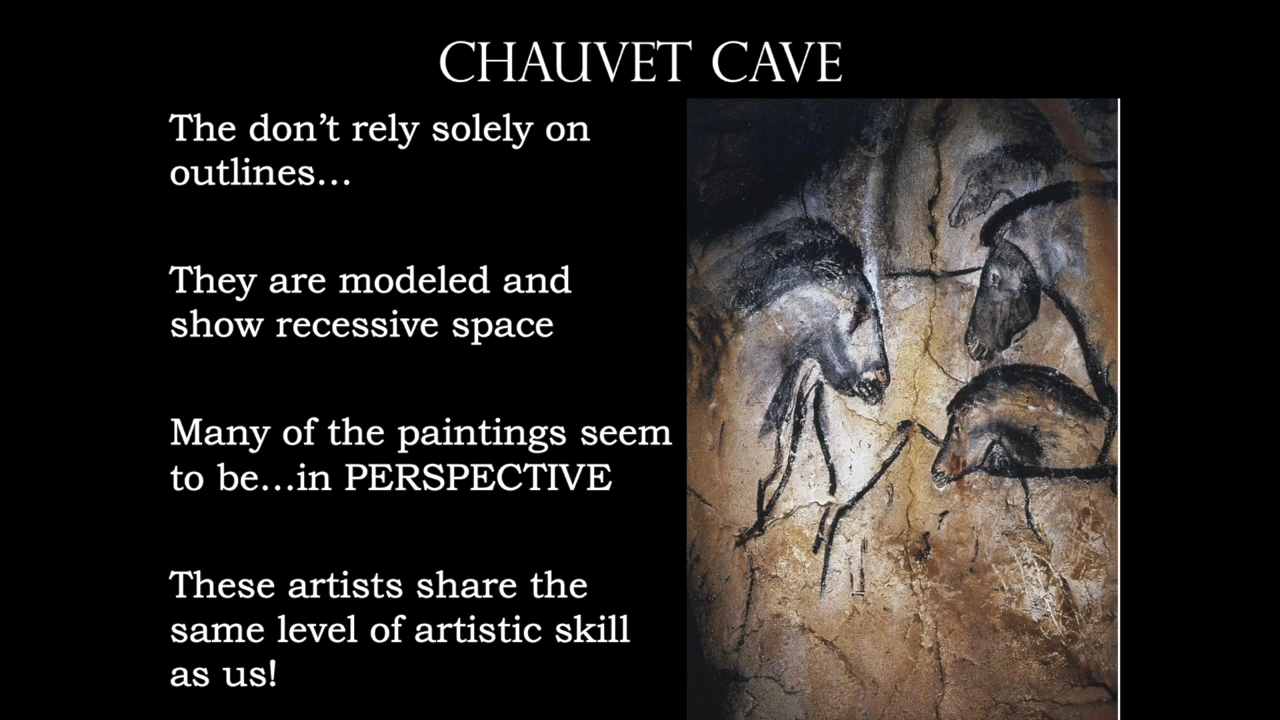 CHAUVET CAVE
The don’t rely solely on
outlines…
They are modeled and
show recessive space
Many of the paintings seem
to be…in PERSPECTIVE
These artists share the
same level of artistic skill
as us!